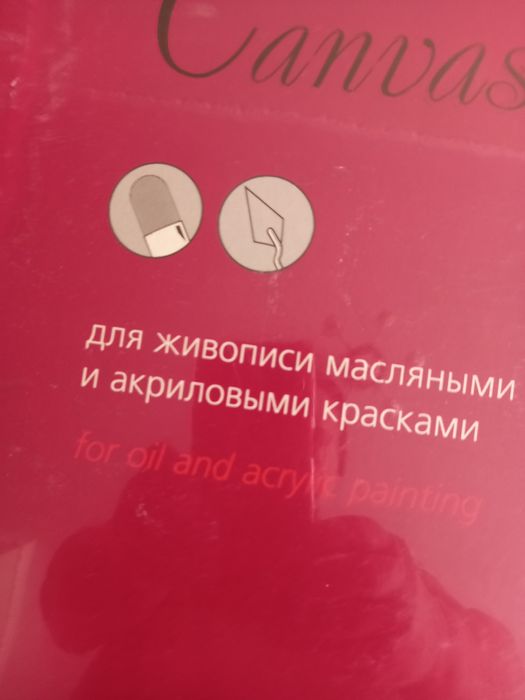 Canvas
для живописи масляными
и акриловыми красками
for oil and acrylic painting